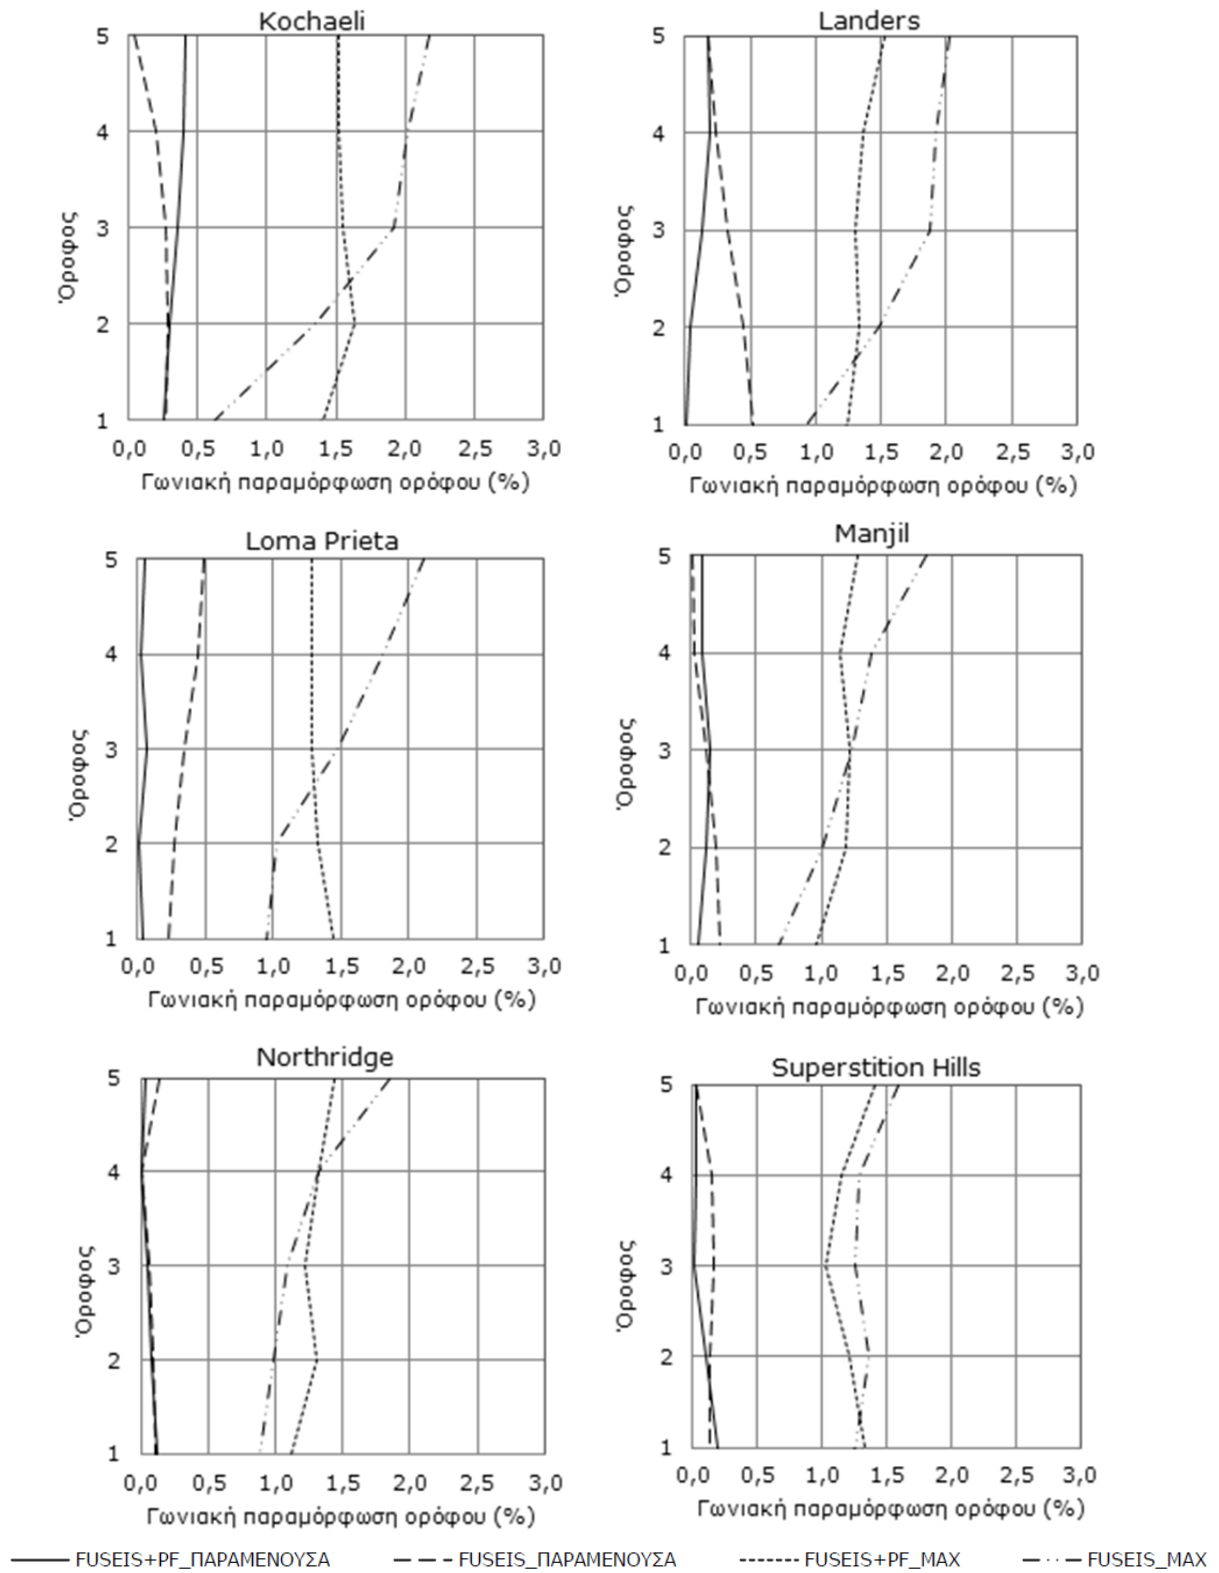 Kochaeli
5
4
3
2
1
Όροφος
0,0 0,5 1,0 1,5 2,0 2,5 3,0
Γωνιακή παραμόρφωση ορόφου (%)
Landers
5
4
3
2
1
Όροφος
0,0 0,5 1,0 1,5 2,0 2,5 3,0
Γωνιακή παραμόρφωση ορόφου (%)
Loma Prieta
5
4
3
2
1
Όροφος
0,0 0,5 1,0 1,5 2,0 2,5 3,0
Γωνιακή παραμόρφωση ορόφου (%)
Manjil
5
4
3
2
1
Όροφος
0,0 0,5 1,0 1,5 2,0 2,5 3,0
Γωνιακή παραμόρφωση ορόφου (%)
Northridge
5
4
3
2
1
Όροφος
0,0 0,5 1,0 1,5 2,0 2,5 3,0
Γωνιακή παραμόρφωση ορόφου (%)
Superstition Hills
5
4
3
2
1
Όροφος
0,0 0,5 1,0 1,5 2,0 2,5 3,0
Γωνιακή παραμόρφωση ορόφου (%)
FUSEIS+PF_ΠΑΡΑΜΕΝΟΥΣΑ FUSEIS_ΠΑΡΑΜΕΝΟΥΣΑ FUSEIS+PF_MAX FUSEIS_MAX